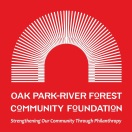 OAK PARK-RIVER FOREST
COMMUNITY FOUNDATION
Strengthening Our Community Through Philanthropy